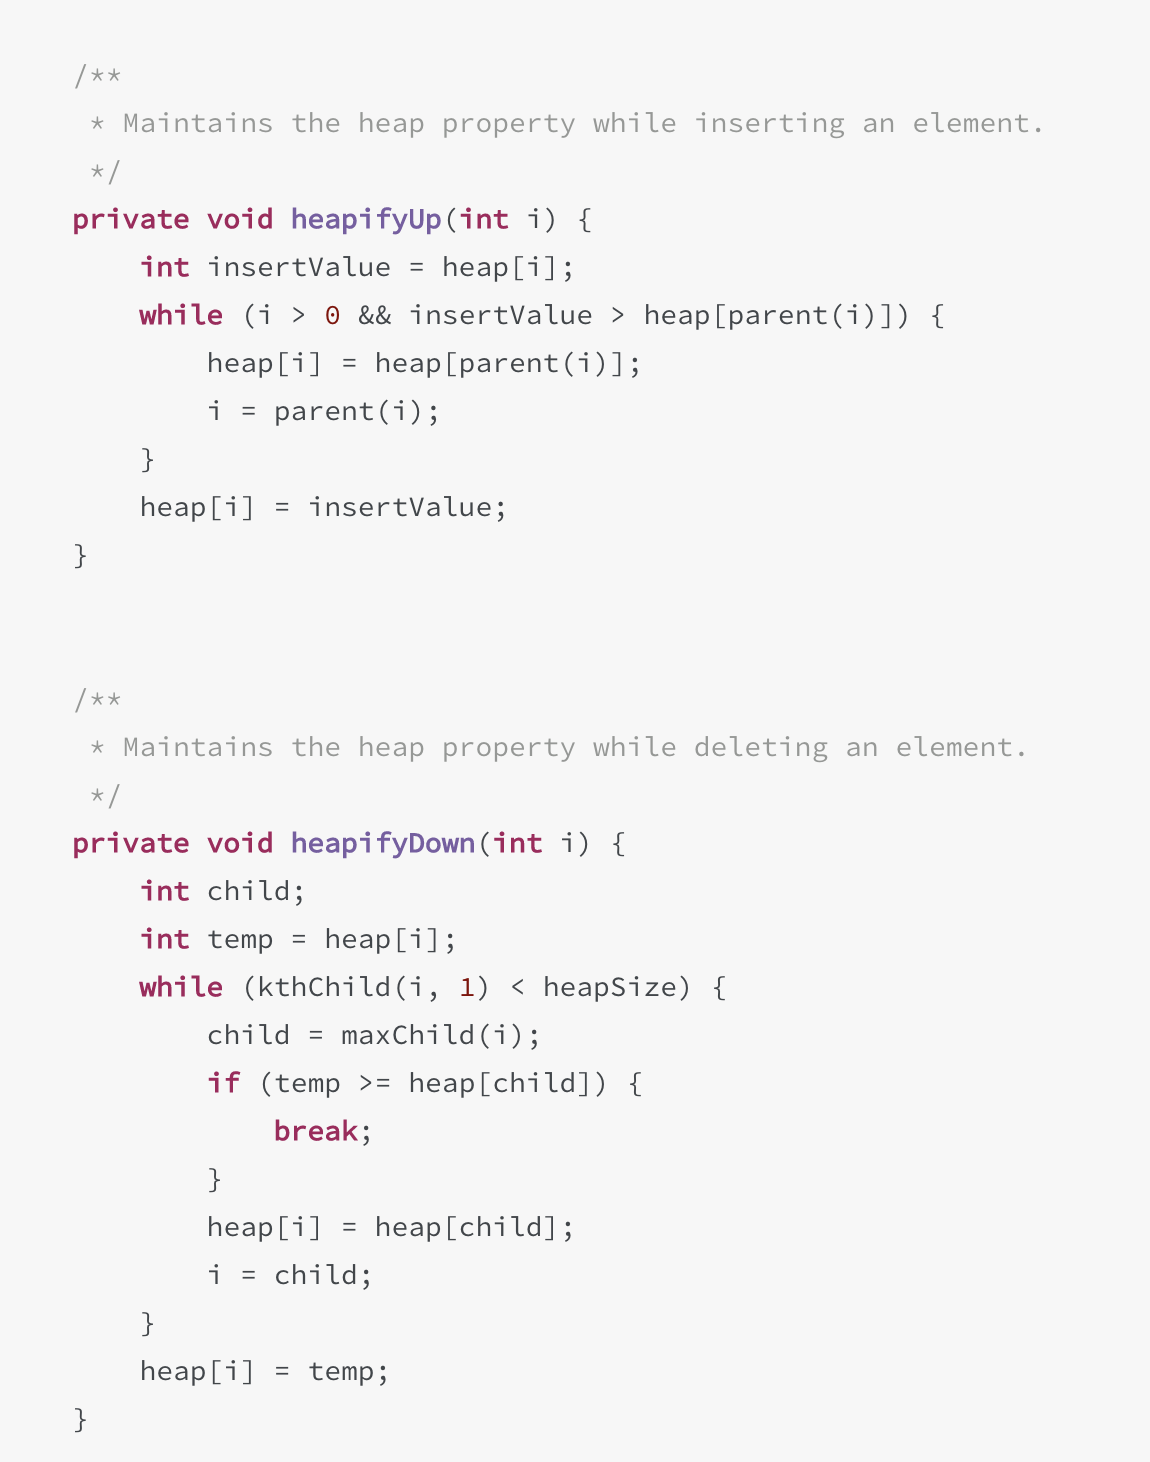 /**
 * Maintains the heap property while inserting an element.
 */
private void heapifyUp(int i) {
    int insertValue = heap[i];
    while (i > 0 && insertValue > heap[parent(i)]) {
        heap[i] = heap[parent(i)];
        i = parent(i);
    }
    heap[i] = insertValue;
}

/**
 * Maintains the heap property while deleting an element.
 */
private void heapifyDown(int i) {
    int child;
    int temp = heap[i];
    while (kthChild(i, 1) < heapSize) {
        child = maxChild(i);
        if (temp >= heap[child]) {
            break;
        }
        heap[i] = heap[child];
        i = child;
    }
    heap[i] = temp;
}